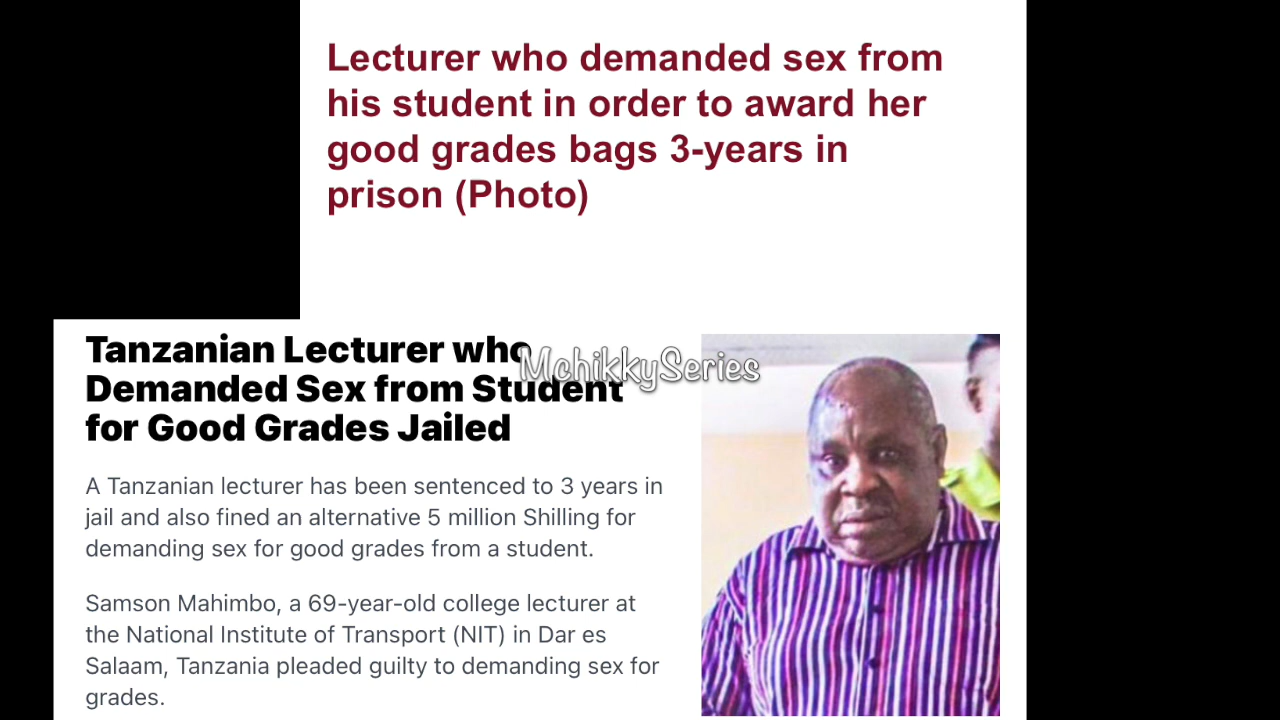 Lecturer who demanded sex from
his student in order to award her
good grades bags 3-years in
prison (Photo)
Tanzanian Lecturer who
Demanded Sex from Student
for Good Grades Jailed
MchikkySeries
A Tanzanian lecturer has been sentenced to 3 years in
jail and also fined an alternative 5 million Shilling for
demanding sex for good grades from a student.
Samson Mahimbo, a 69-year-old college lecturer at
the National Institute of Transport (NIT) in Dar es
Salaam, Tanzania pleaded guilty to demanding sex for
grades.